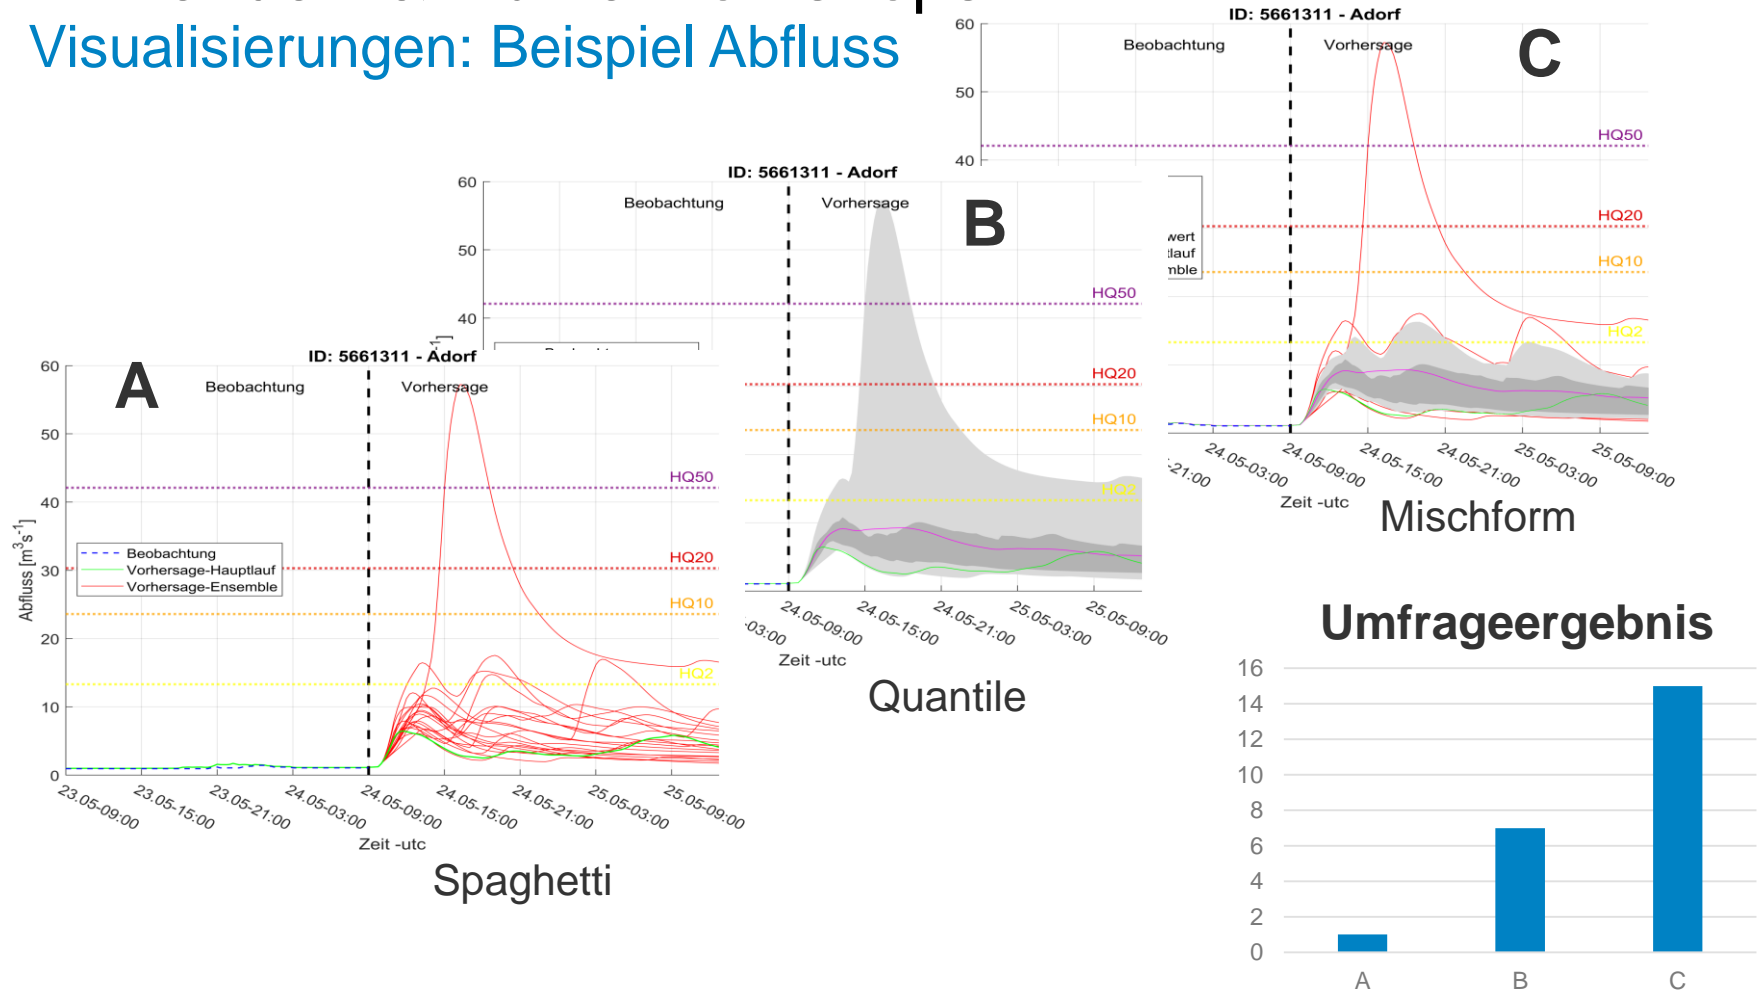 Visualisierungen: Beispiel Abfluss
ID: 5661311 - Adorf
A
Beobachtung
Vorhersage
60
50
40
30
20
10
0
Abfluss [m³s⁻¹]
HQ50
HQ20
HQ10
HQ2
Beobachtung
Vorhersage-Hauptlauf
Vorhersage-Ensemble
23.05-09:00
23.05-15:00
23.05-21:00
24.05-03:00
24.05-09:00
24.05-15:00
24.05-21:00
25.05-03:00
25.05-09:00
Zeit -utc
Spaghetti
ID: 5661311 - Adorf
B
Beobachtung
Vorhersage
60
50
40
HQ50
HQ20
HQ10
HQ2
-03:00
24.05-09:00
24.05-15:00
24.05-21:00
25.05-03:00
25.05-09:00
Zeit -utc
Quantile
ID: 5661311 - Adorf
C
Beobachtung
Vorhersage
60
50
40
HQ50
HQ20
HQ10
HQ2
wert
tlauf
mble
-21:00
24.05-03:00
24.05-09:00
24.05-15:00
24.05-21:00
25.05-03:00
25.05-09:00
Zeit -utc
Mischform
Umfrageergebnis
16
14
12
10
8
6
4
2
0
A
B
C